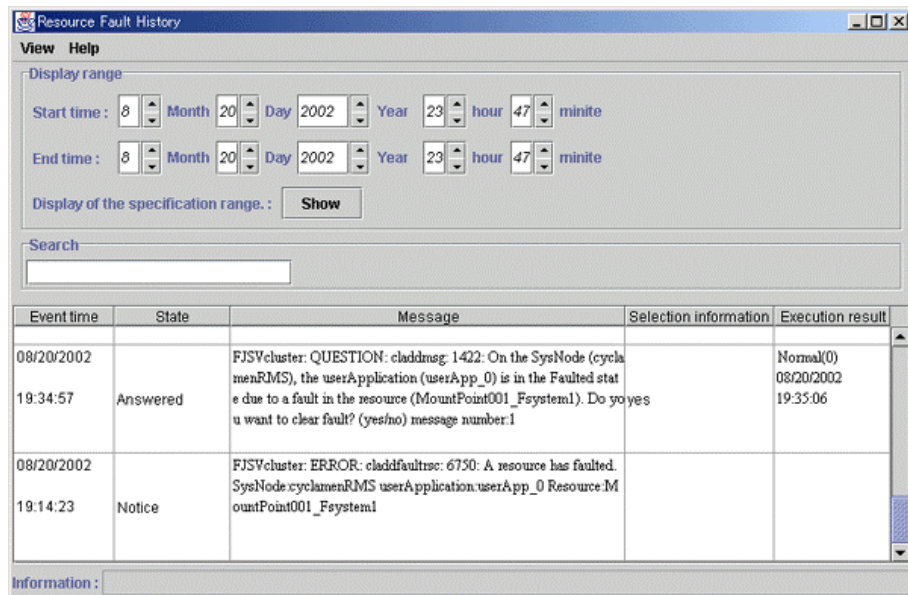 Resource Fault History
View Help
Display range
Start time : 8 Month 20 Day 2002 Year 23 hour 47 minite
End time : 8 Month 20 Day 2002 Year 23 hour 47 minite
Display of the specification range. : Show
Search
Event time State Message Selection information Execution result
08/20/2002 FJSVcluster: QUESTION: claddmsg: 1422: On the SysNode (cycla Normal(0)
menRMS), the userApplication (userApp_0) is in the Faulted stat 08/20/2002
19:34:57 Answered e due to a fault in the resource (MountPoint001_Fsystem1). Do yo yes 19:35:06
u want to clear fault? (yes/no) message number:1
08/20/2002 FJSVcluster: ERROR: claddfaultrsc: 6750: A resource has faulted.
SysNode:cyclamenRMS userApplication:userApp_0 Resource:M
19:14:23 Notice ountPoint001_Fsystem1
Information :